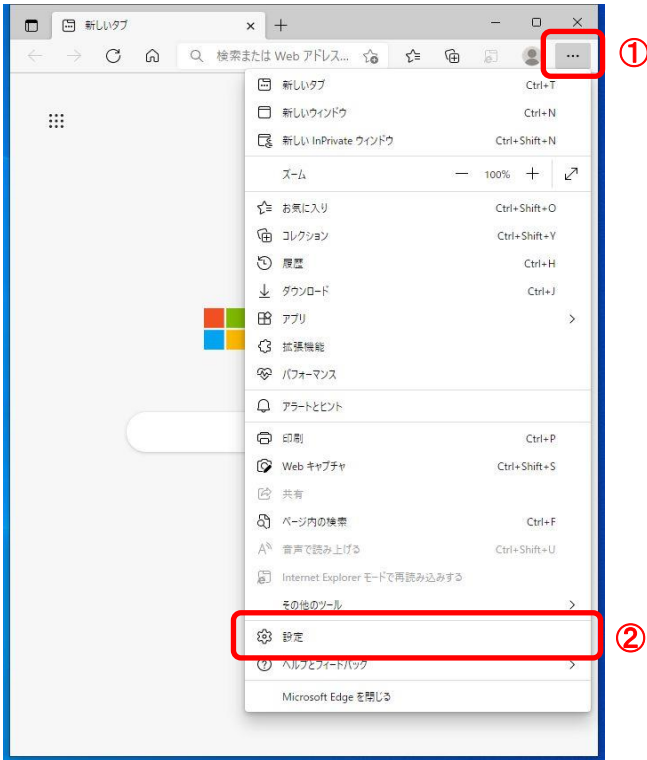 新しいタブ
検索または Web アドレス...
①
新しいタブ Ctrl+T
新しいウィンドウ Ctrl+N
新しい InPrivate ウィンドウ Ctrl+Shift+N
ズーム 100%
お気に入り Ctrl+Shift+O
コレクション Ctrl+Shift+Y
履歴 Ctrl+H
ダウンロード Ctrl+J
アプリ
拡張機能
パフォーマンス
アラートとヒント
印刷 Ctrl+P
Web キャプチャ Ctrl+Shift+S
共有
ページ内の検索 Ctrl+F
音声で読み上げる Ctrl+Shift+U
Internet Explorer モードで再読み込みする
その他のツール
設定
②
ヘルプとフィードバック
Microsoft Edge を閉じる